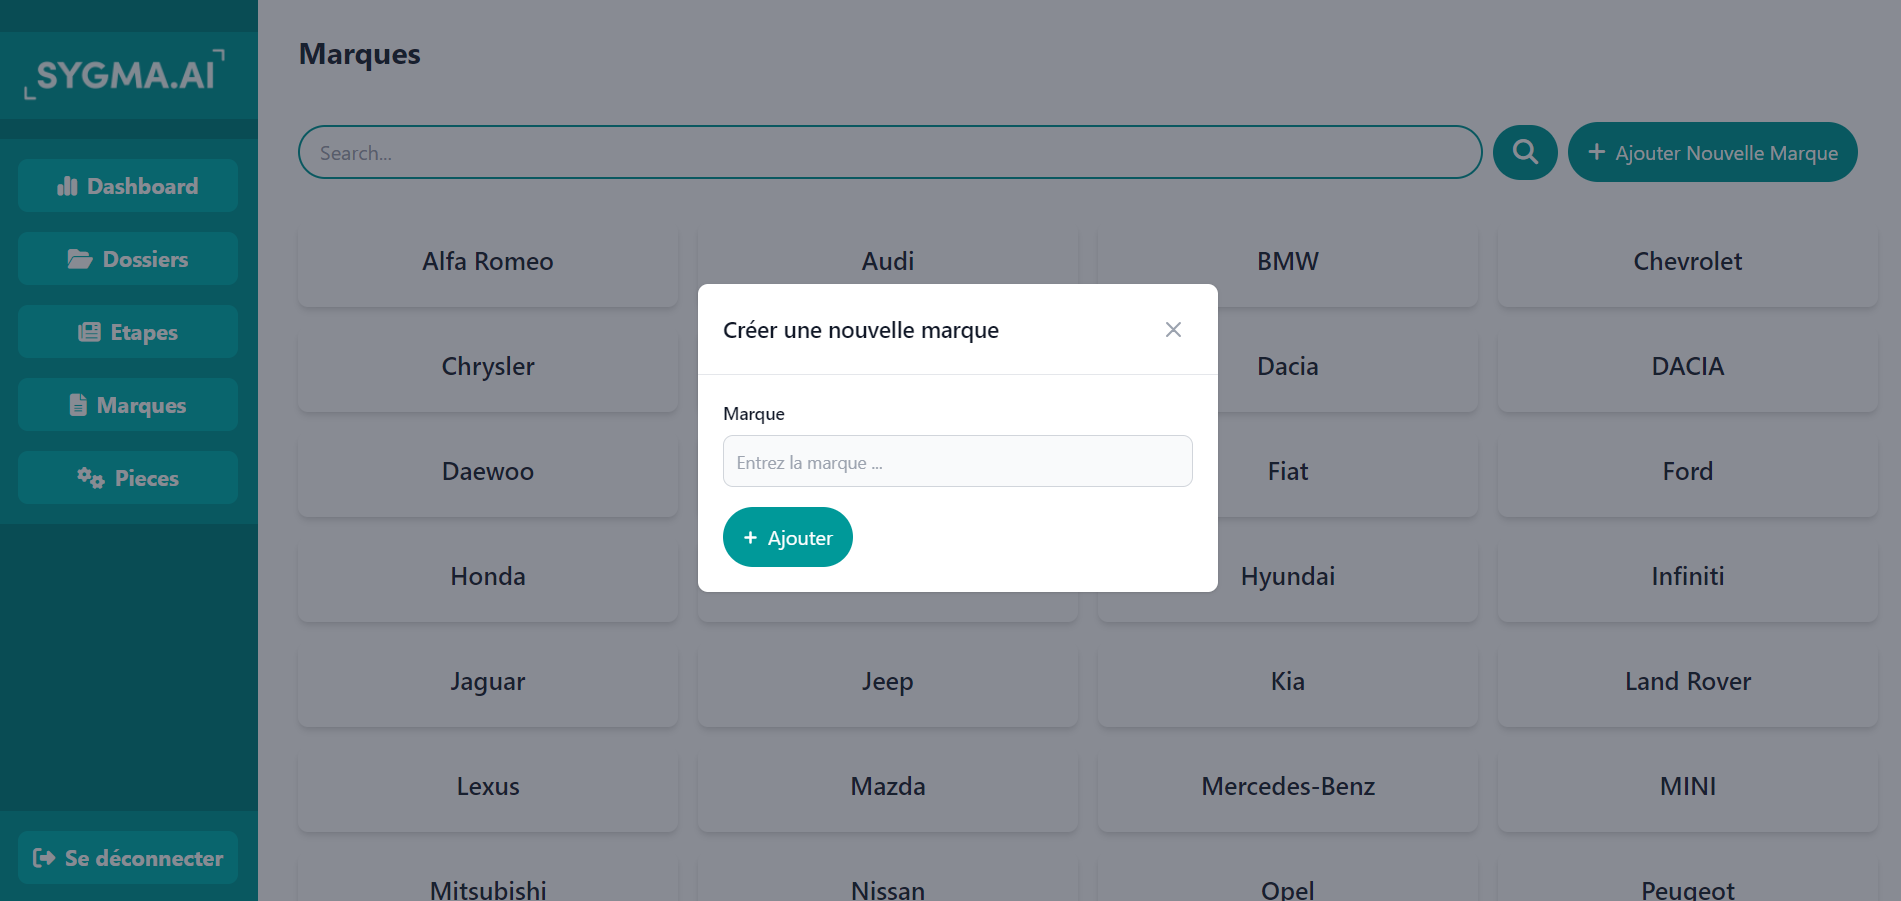 SYGMA.AI
Dashboard
Dossiers
Etapes
Marques
Pieces
Se déconnecter
Marques
Search...
Ajouter Nouvelle Marque
Alfa Romeo
Audi
BMW
Chevrolet
Chrysler
Dacia
DACIA
Daewoo
Fiat
Ford
Honda
Hyundai
Infiniti
Jaguar
Jeep
Kia
Land Rover
Lexus
Mazda
Mercedes-Benz
MINI
Mitsubishi
Nissan
Opel
Peugeot
Créer une nouvelle marque
Marque
Entrez la marque ...
+ Ajouter